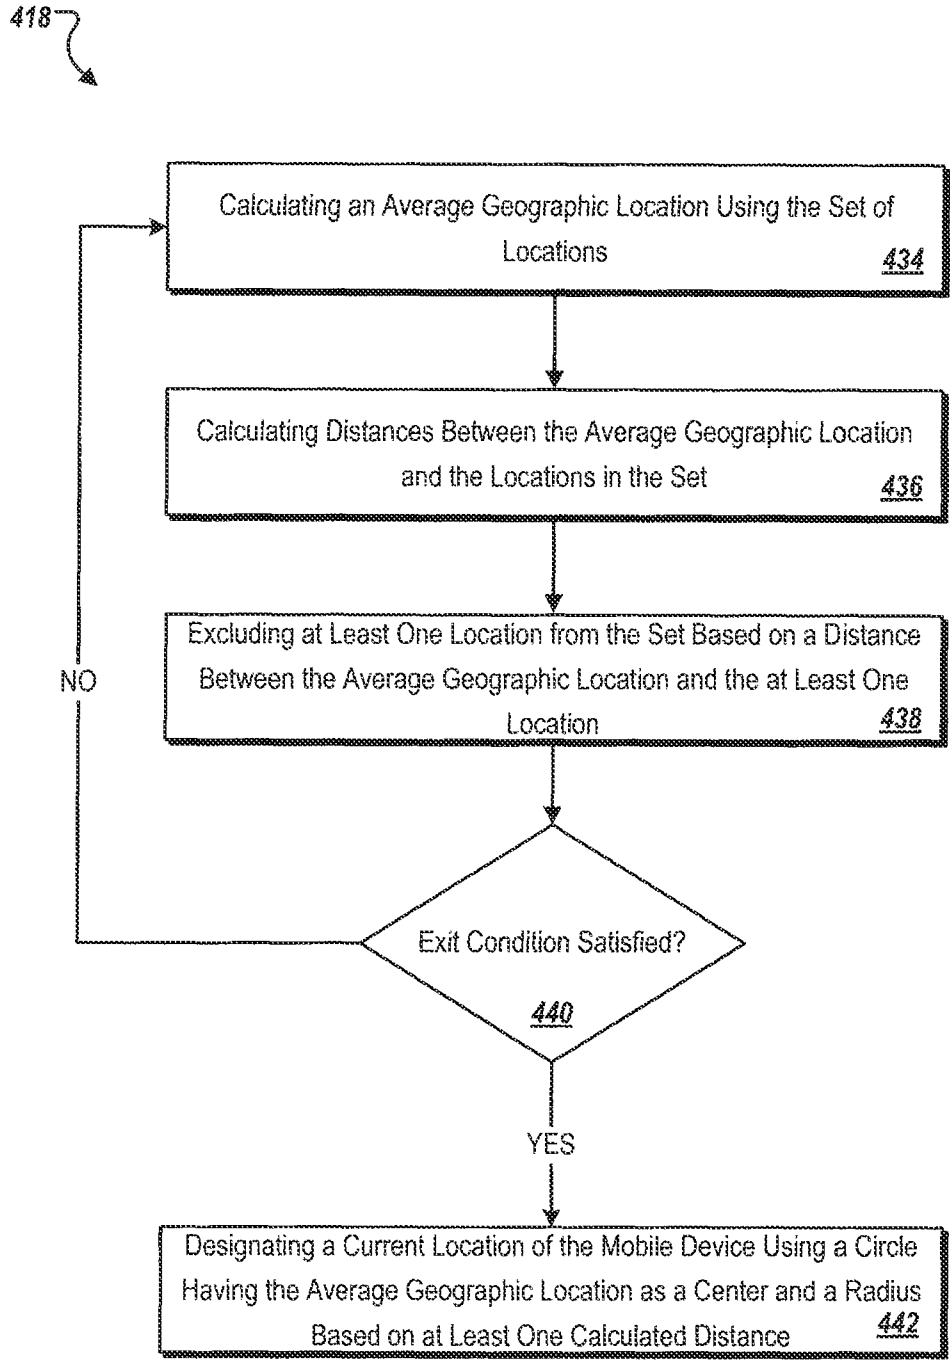 418
Calculating an Average Geographic Location Using the Set of
Locations
434
Calculating Distances Between the Average Geographic Location
and the Locations in the Set
436
Excluding at Least One Location from the Set Based on a Distance
Between the Average Geographic Location and the at Least One
Location
438
NO
Exit Condition Satisfied?
440
YES
Designating a Current Location of the Mobile Device Using a Circle
Having the Average Geographic Location as a Center and a Radius
Based on at Least One Calculated Distance
442